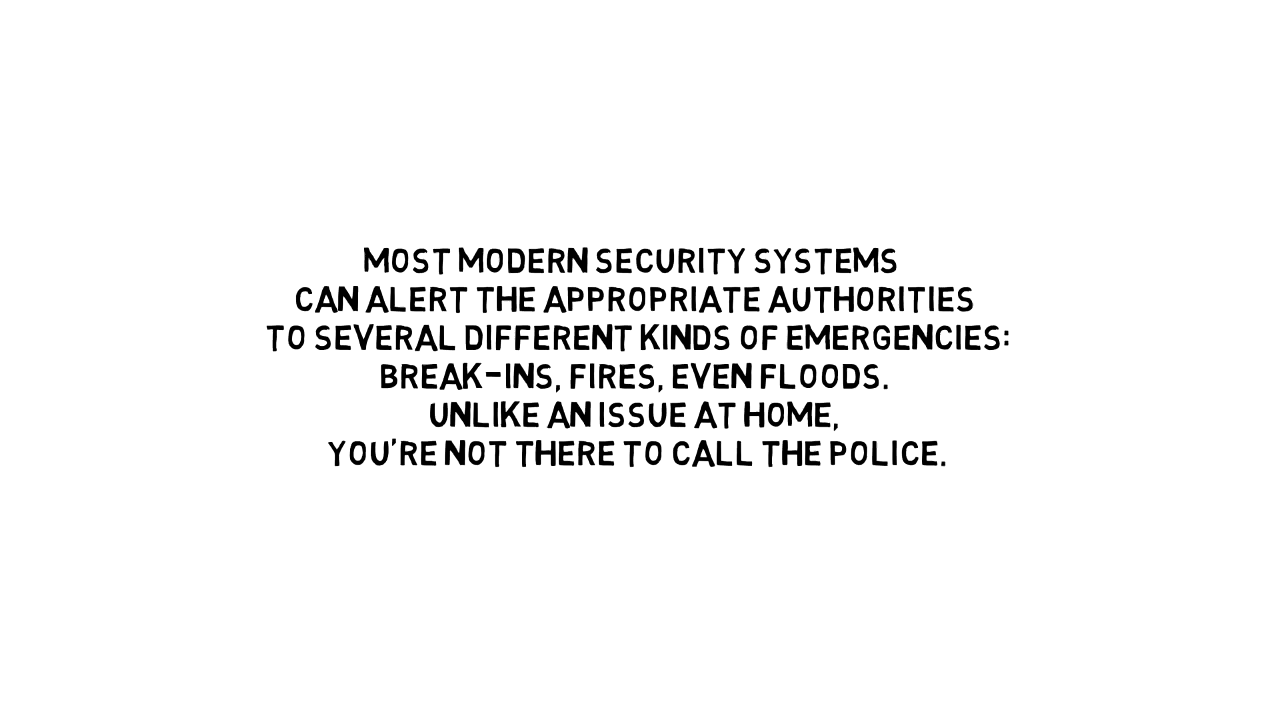 MOST MODERN SECURITY SYSTEMS
CAN ALERT THE APPROPRIATE AUTHORITIES
TO SEVERAL DIFFERENT KINDS OF EMERGENCIES:
BREAK-INS, FIRES, EVEN FLOODS.
UNLIKE AN ISSUE AT HOME,
YOU'RE NOT THERE TO CALL THE POLICE.